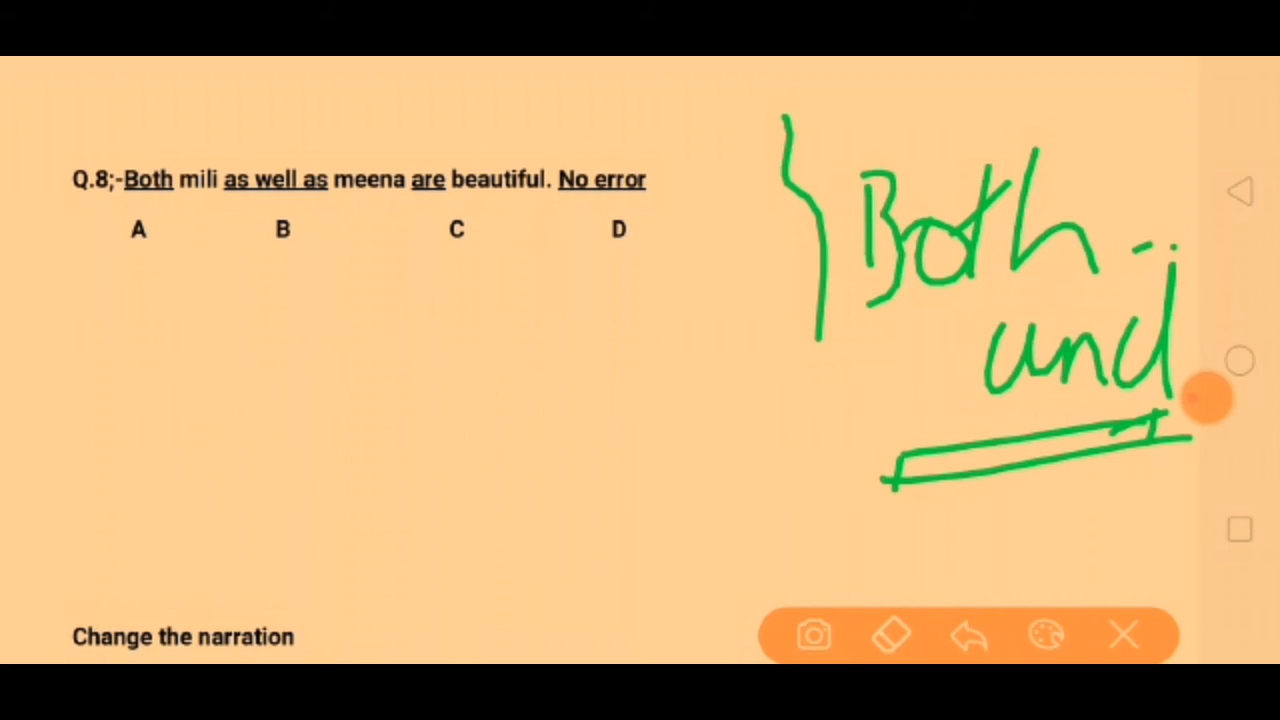 Q.8;-Both mili as well as meena are beautiful. No error
A B C D
Both --
and
Change the narration